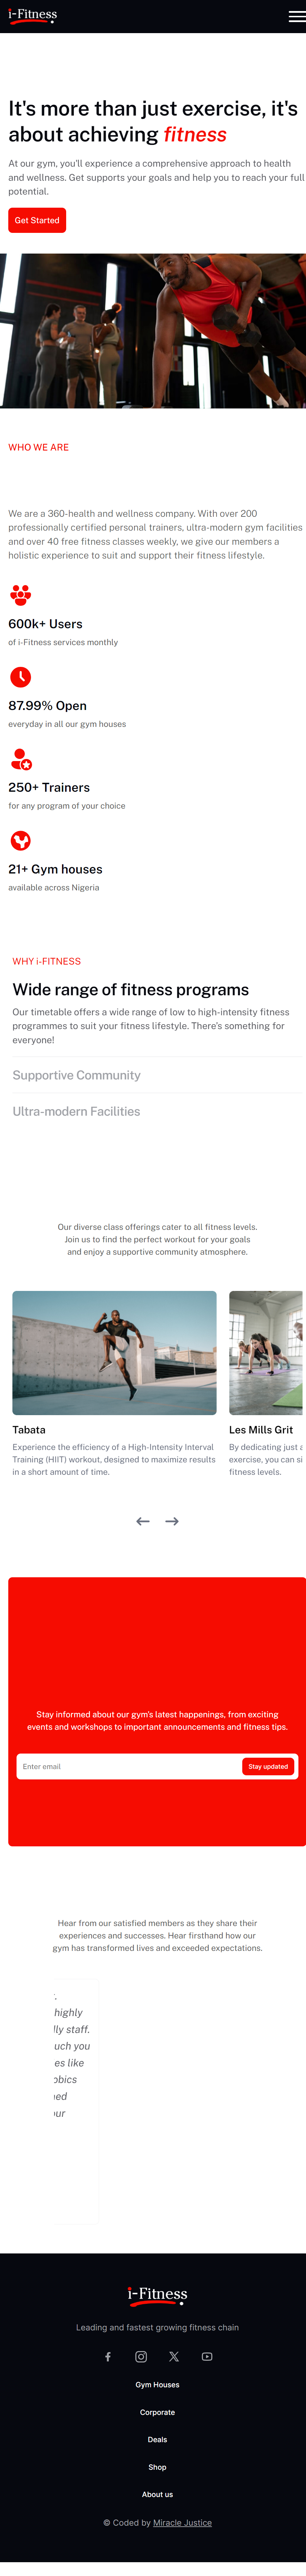 i-Fitness
It's more than just exercise, it's
about achieving fitness
At our gym, you'll experience a comprehensive approach to health
and wellness. Get supports your goals and help you to reach your full
potential.
Get Started
WHO WE ARE
We are a 360-health and wellness company. With over 200
professionally certified personal trainers, ultra-modern gym facilities
and over 40 free fitness classes weekly, we give our members a
holistic experience to suit and support their fitness lifestyle.
600k+ Users
of i-Fitness services monthly
87.99% Open
everyday in all our gym houses
250+ Trainers
for any program of your choice
21+ Gym houses
available across Nigeria
WHY i-FITNESS
Wide range of fitness programs
Our timetable offers a wide range of low to high-intensity fitness
programmes to suit your fitness lifestyle. There's something for
everyone!
Supportive Community
Ultra-modern Facilities
Our diverse class offerings cater to all fitness levels.
Join us to find the perfect workout for your goals
and enjoy a supportive community atmosphere.
Tabata
Experience the efficiency of a High-Intensity Interval
Training (HIIT) workout, designed to maximize results
in a short amount of time.
Les Mills Grit
By dedicating just a
exercise, you can si
fitness levels.
Stay informed about our gym's latest happenings, from exciting
events and workshops to important announcements and fitness tips.
Enter email
Stay updated
Hear from our satisfied members as they share their
experiences and successes. Hear firsthand how our
gym has transformed lives and exceeded expectations.
highly
staff.
you
es like
obics
ur
i-Fitness
Leading and fastest growing fitness chain
Gym Houses
Corporate
Deals
Shop
About us
© Coded by Miracle Justice